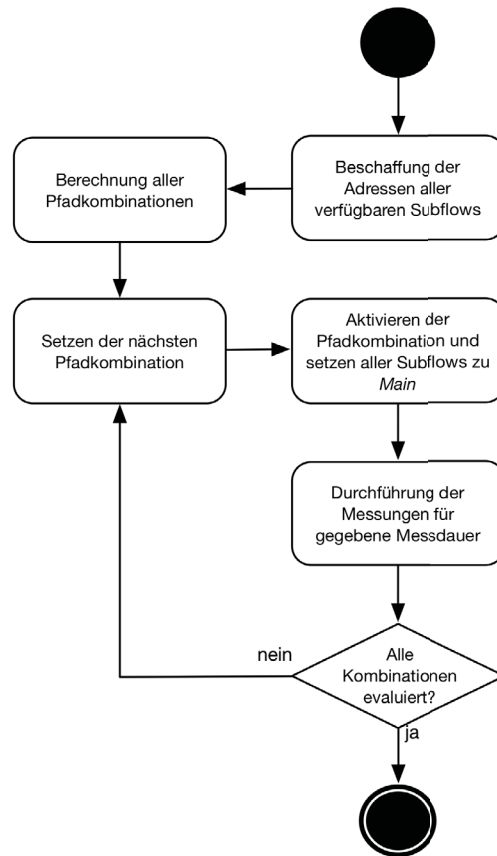 Beschaffung der
Adressen aller
verfügbaren Subflows
Berechnung aller
Pfadkombinationen
Setzen der nächsten
Pfadkombination
Aktivieren der
Pfadkombination und
setzen aller Subflows zu
Main
Durchführung der
Messungen für
gegebene Messdauer
Alle
Kombinationen
evaluiert?
nein
ja